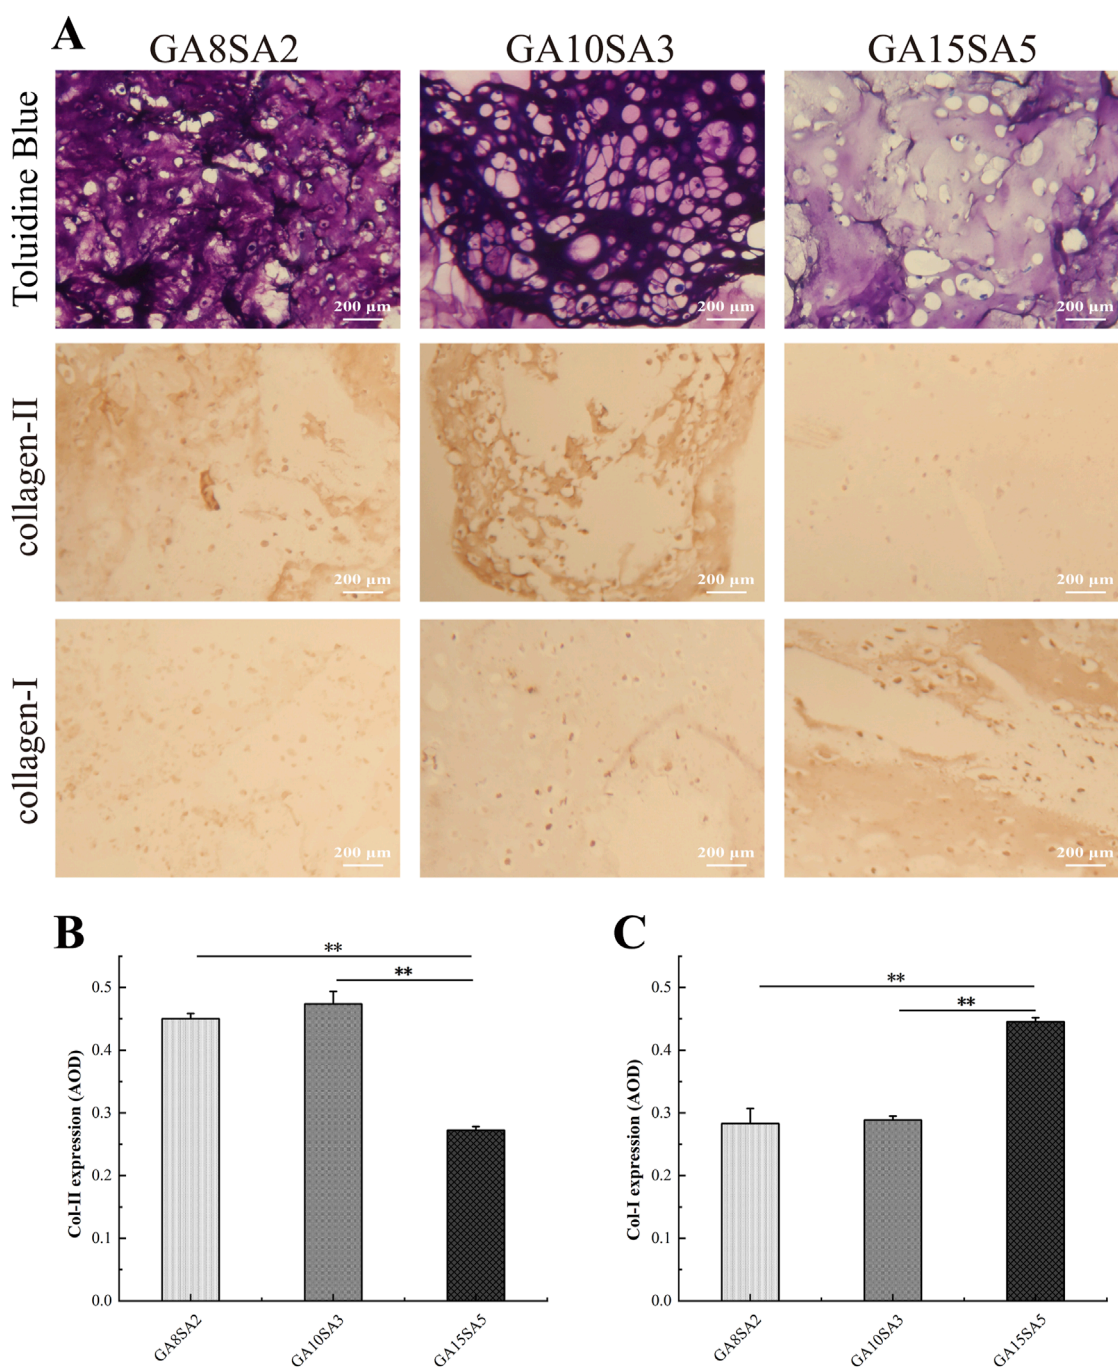 A
GA8SA2
GA10SA3
GA15SA5
Toluidine Blue
200 μm
200 μm
200 μm
collagen-II
200 μm
200 μm
200 μm
collagen-I
200 μm
200 μm
200 μm
B
**
**
Col-II expression (AOD)
0.5
0.4
0.3
0.2
0.1
0.0
GA8SA2
GA10SA3
GA15SA5
C
**
**
Col-I expression (AOD)
0.5
0.4
0.3
0.2
0.1
0.0
GA8SA2
GA10SA3
GA15SA5